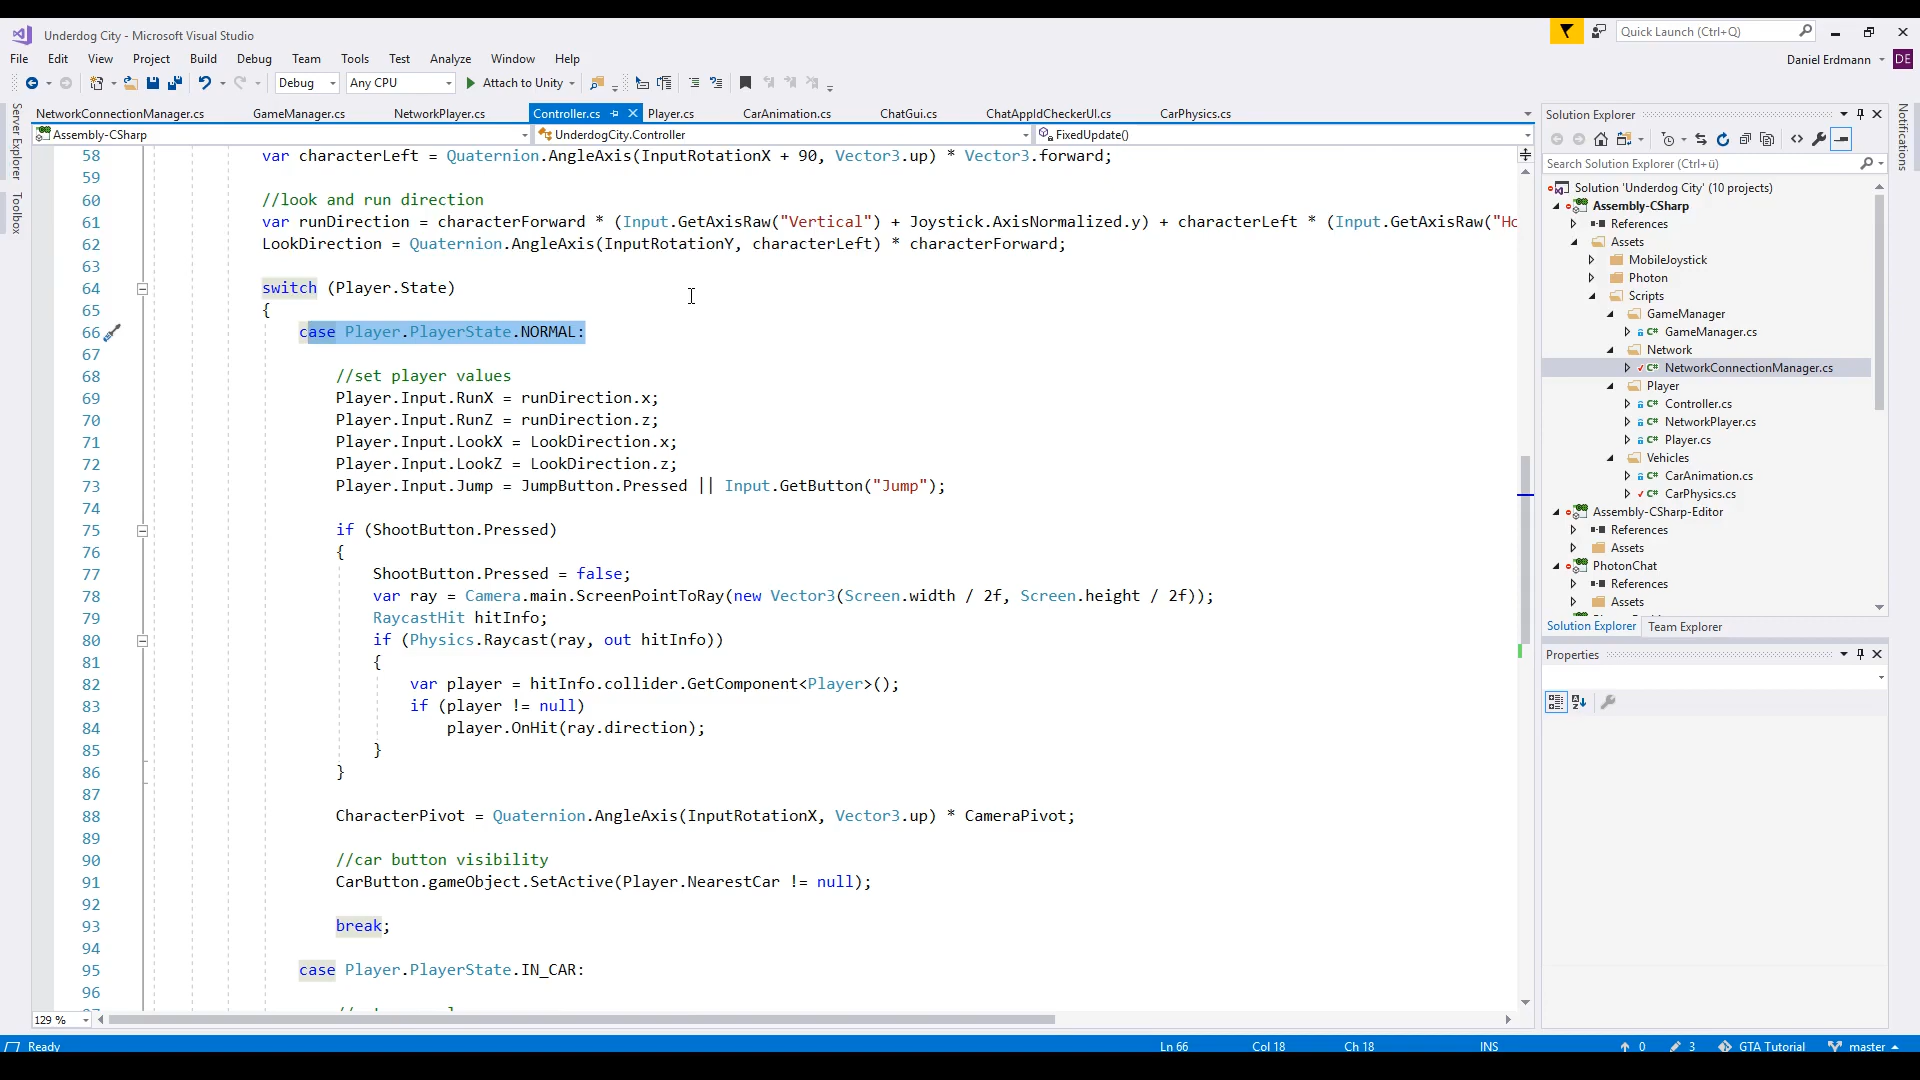 Underdog City - Microsoft Visual Studio
Quick Launch (Ctrl+Q)
File Edit View Project Build Debug Team Tools Test Analyze Window Help
Daniel Erdmann DE
Debug Any CPU Attach to Unity
NetworkConnectionManager.cs GameManager.cs NetworkPlayer.cs Controller.cs Player.cs CarAnimation.cs ChatGui.cs ChatAppIdCheckerUI.cs CarPhysics.cs
Assembly-CSharp UnderdogCity.Controller FixedUpdate()
Server Explorer
Toolbox
58 var characterLeft = Quaternion.AngleAxis(InputRotationX + 90, Vector3.up) * Vector3.forward;
59
60 //look and run direction
61 var runDirection = characterForward * (Input.GetAxisRaw("Vertical") + Joystick.AxisNormalized.y) + characterLeft * (Input.GetAxisRaw("Ho
62 LookDirection = Quaternion.AngleAxis(InputRotationY, characterLeft) * characterForward;
63
64 switch (Player.State)
65 {
66 case Player.PlayerState.NORMAL:
67
68 //set player values
69 Player.Input.RunX = runDirection.x;
70 Player.Input.RunZ = runDirection.z;
71 Player.Input.LookX = LookDirection.x;
72 Player.Input.LookZ = LookDirection.z;
73 Player.Input.Jump = JumpButton.Pressed || Input.GetButton("Jump");
74
75 if (ShootButton.Pressed)
76 {
77 ShootButton.Pressed = false;
78 var ray = Camera.main.ScreenPointToRay(new Vector3(Screen.width / 2f, Screen.height / 2f));
79 RaycastHit hitInfo;
80 if (Physics.Raycast(ray, out hitInfo))
81 {
82 var player = hitInfo.collider.GetComponent<Player>();
83 if (player != null)
84 player.OnHit(ray.direction);
85 }
86 }
87
88 CharacterPivot = Quaternion.AngleAxis(InputRotationX, Vector3.up) * CameraPivot;
89
90 //car button visibility
91 CarButton.gameObject.SetActive(Player.NearestCar != null);
92
93 break;
94
95 case Player.PlayerState.IN_CAR:
96
129 %
Solution Explorer
Search Solution Explorer (Ctrl+ü)
Solution 'Underdog City' (10 projects)
Assembly-CSharp
References
Assets
MobileJoystick
Photon
Scripts
GameManager
C# GameManager.cs
Network
C# NetworkConnectionManager.cs
Player
C# Controller.cs
C# NetworkPlayer.cs
C# Player.cs
Vehicles
C# CarAnimation.cs
C# CarPhysics.cs
Assembly-CSharp-Editor
References
Assets
PhotonChat
References
Assets
Solution Explorer Team Explorer
Properties
Notifications
Ready Ln 66 Col 18 Ch 18 INS 0 3 GTA Tutorial master